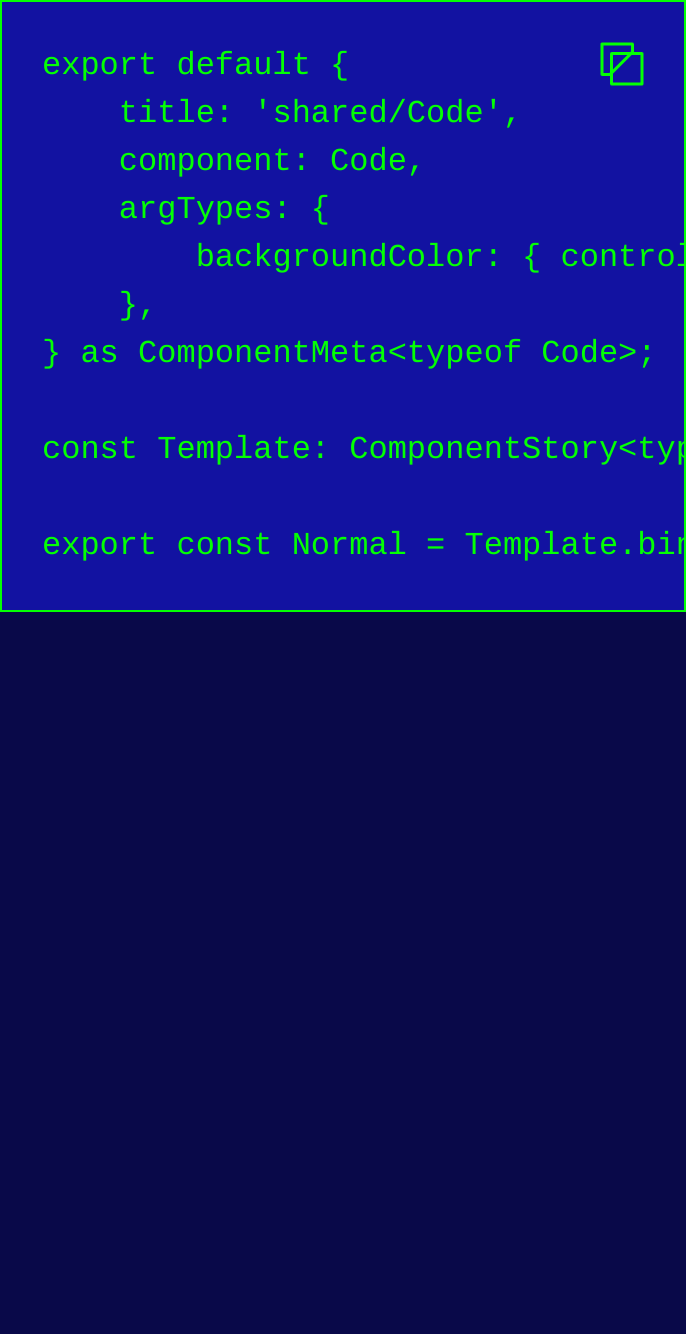 export default {
    title: 'shared/Code',
    component: Code,
    argTypes: {
        backgroundColor: { control
    },
} as ComponentMeta<typeof Code>;
const Template: ComponentStory<typ
export const Normal = Template.bin